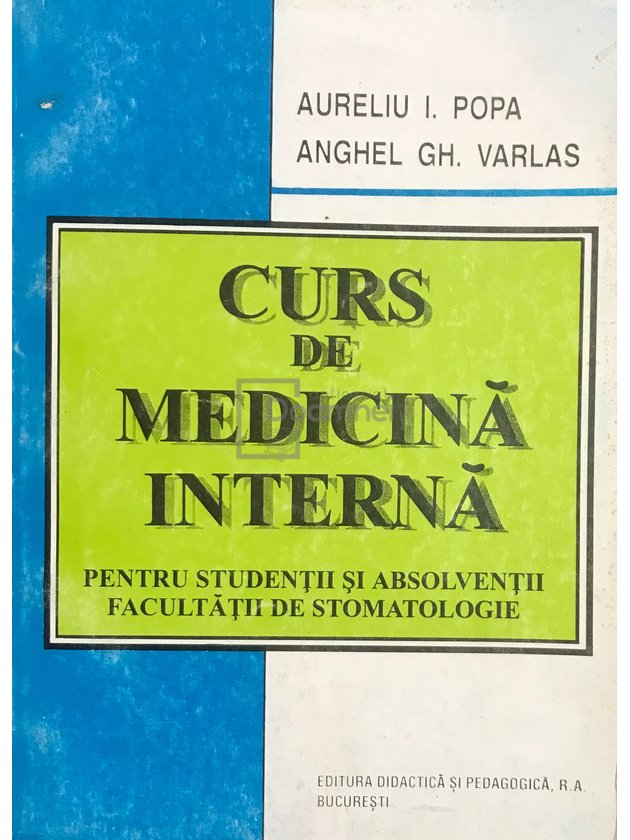 AURELIU I. POPA
ANGHEL GH. VARLAS
CURS
DE
MEDICINĂ
INTERNĂ
PENTRU STUDENȚII ȘI ABSOLVENȚII
FACULTĂȚII DE STOMATOLOGIE
EDITURA DIDACTICĂ ȘI PEDAGOGICĂ, R.A.
BUCUREȘTI